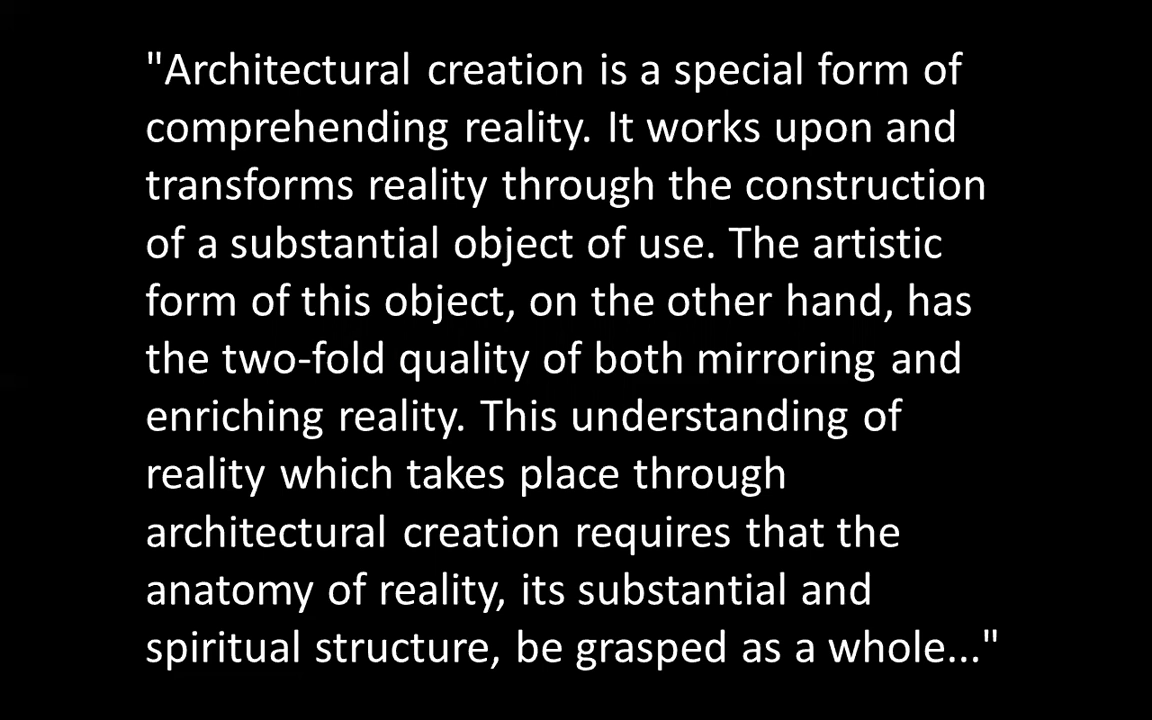 "Architectural creation is a special form of
comprehending reality. It works upon and
transforms reality through the construction
of a substantial object of use. The artistic
form of this object, on the other hand, has
the two-fold quality of both mirroring and
enriching reality. This understanding of
reality which takes place through
architectural creation requires that the
anatomy of reality, its substantial and
spiritual structure, be grasped as a whole..."